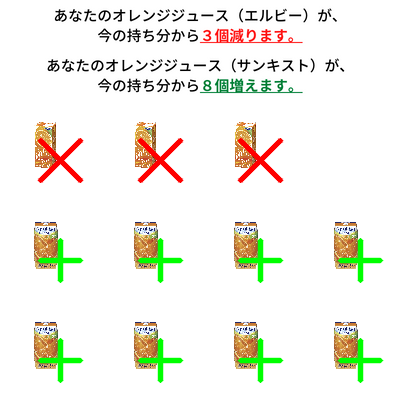 あなたのオレンジジュース（エルビー）が、
今の持ち分から３個減ります。
あなたのオレンジジュース（サンキスト）が、
今の持ち分から８個増えます。